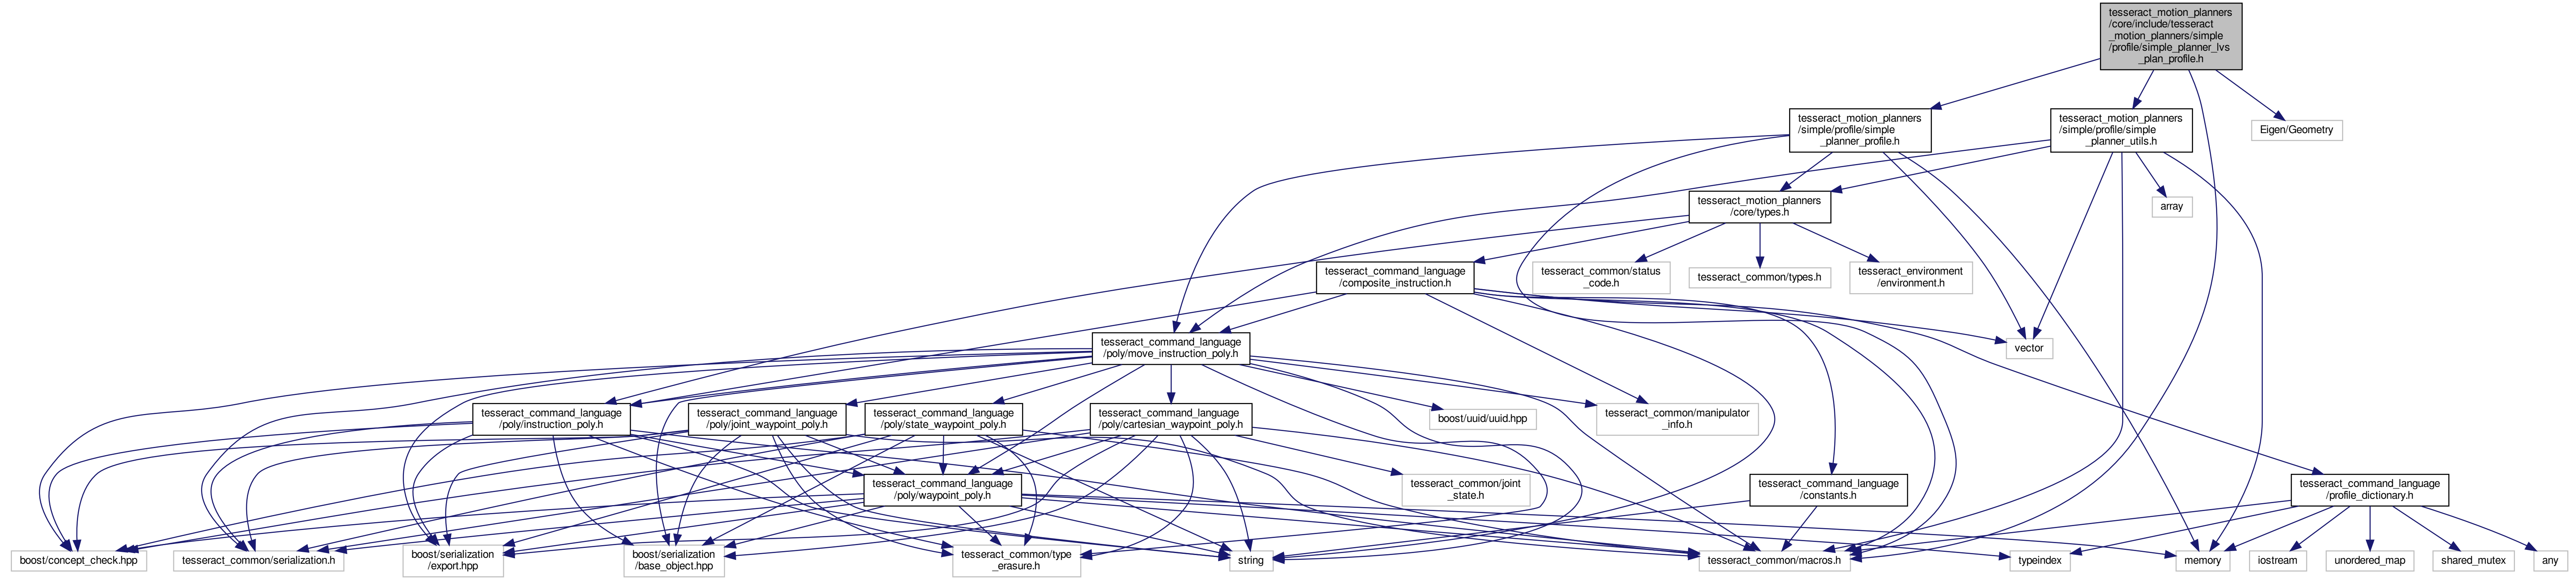 tesseract_motion_planners
/core/include/tesseract
_motion_planners/simple
/profile/simple_planner_lvs
_plan_profile.h
tesseract_motion_planners
/simple/profile/simple
_planner_profile.h
tesseract_motion_planners
/simple/profile/simple
_planner_utils.h
Eigen/Geometry
tesseract_motion_planners
/core/types.h
array
tesseract_command_language
/composite_instruction.h
tesseract_common/status
_code.h
tesseract_common/types.h
tesseract_environment
/environment.h
tesseract_command_language
/poly/move_instruction_poly.h
vector
tesseract_command_language
/poly/instruction_poly.h
tesseract_command_language
/poly/joint_waypoint_poly.h
tesseract_command_language
/poly/state_waypoint_poly.h
tesseract_command_language
/poly/cartesian_waypoint_poly.h
boost/uuid/uuid.hpp
tesseract_common/manipulator
_info.h
tesseract_command_language
/poly/waypoint_poly.h
tesseract_common/joint
_state.h
tesseract_command_language
/constants.h
tesseract_command_language
/profile_dictionary.h
boost/concept_check.hpp
tesseract_common/serialization.h
boost/serialization
/export.hpp
boost/serialization
/base_object.hpp
tesseract_common/type
_erasure.h
string
tesseract_common/macros.h
typeindex
memory
iostream
unordered_map
shared_mutex
any